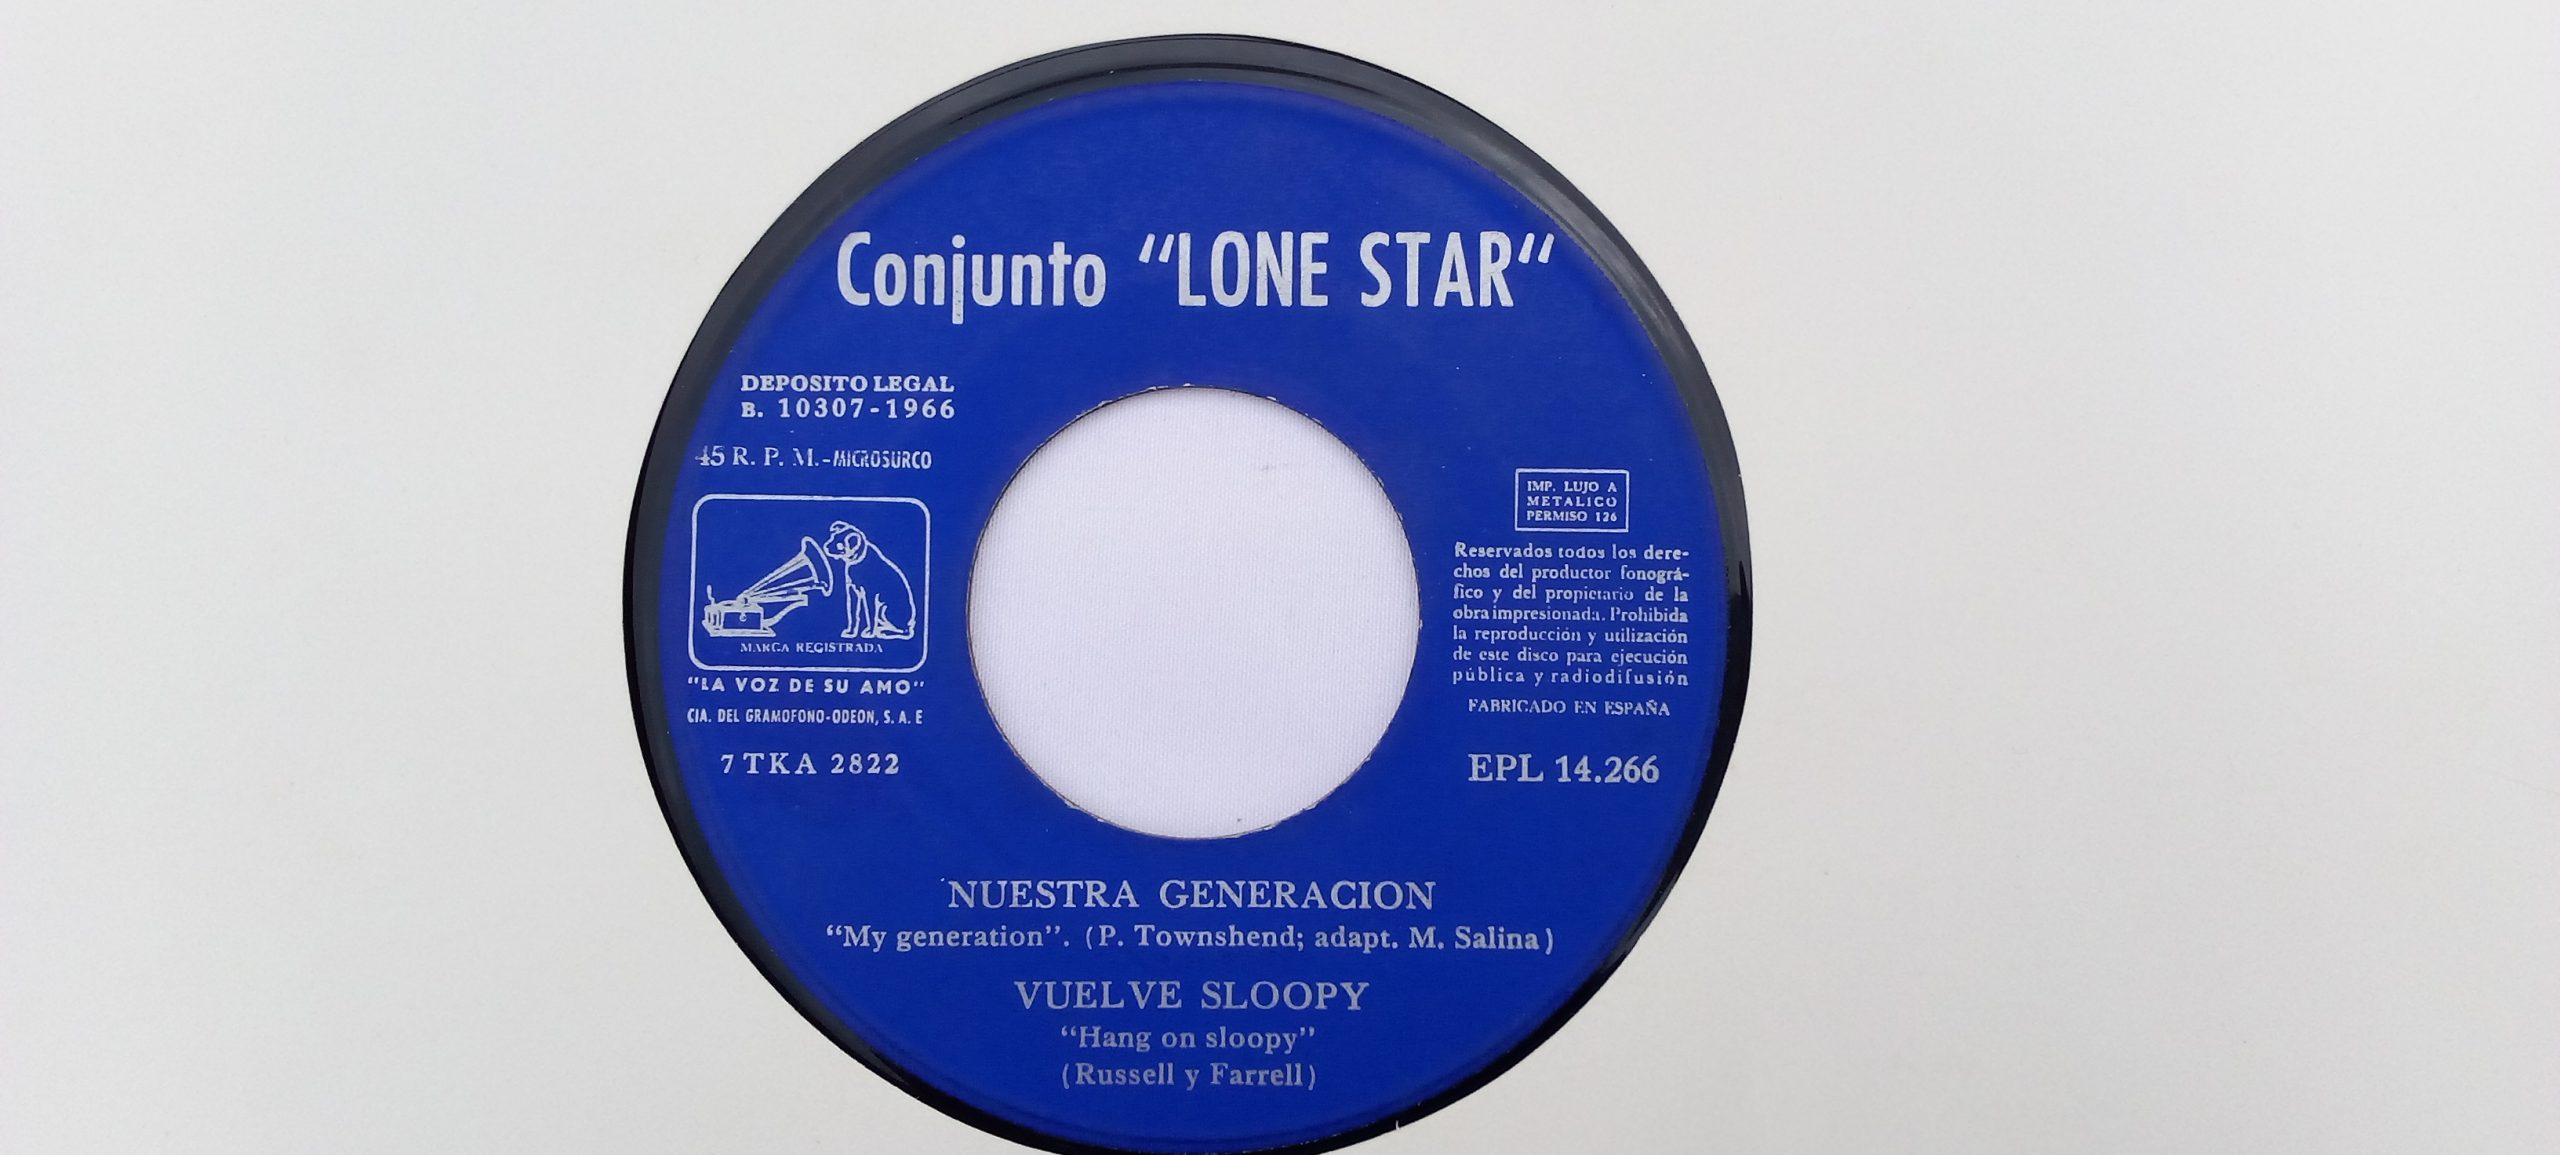 Conjunto “LONE STAR“
DEPOSITO LEGAL
B. 10307-1966
45 R. P. M.-MICROSURCO
MARCA REGISTRADA
"LA VOZ DE SU AMO"
CIA. DEL GRAMOFONO-ODEON, S. A. E
7 TKA 2822
IMP. LUJO A
METALICO
PERMISO 126
Reservados todos los dere-
chos del productor fonográ-
fico y del propietario de la
obra impresionada. Prohibida
la reproducción y utilización
de este disco para ejecución
pública y radiodifusión
FABRICADO EN ESPAÑA
EPL 14.266
NUESTRA GENERACION
“My generation”. (P. Townshend; adapt. M. Salina)
VUELVE SLOOPY
“Hang on sloopy”
(Russell y Farrell)